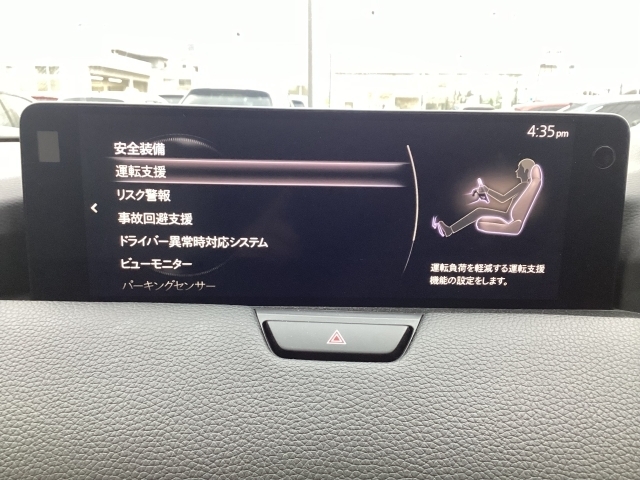 4:35pm
安全装備
運転支援
リスク警報
事故回避支援
ドライバー異常時対応システム
ビューモニター
パーキングセンサー
運転負荷を軽減する運転支援
機能の設定をします。